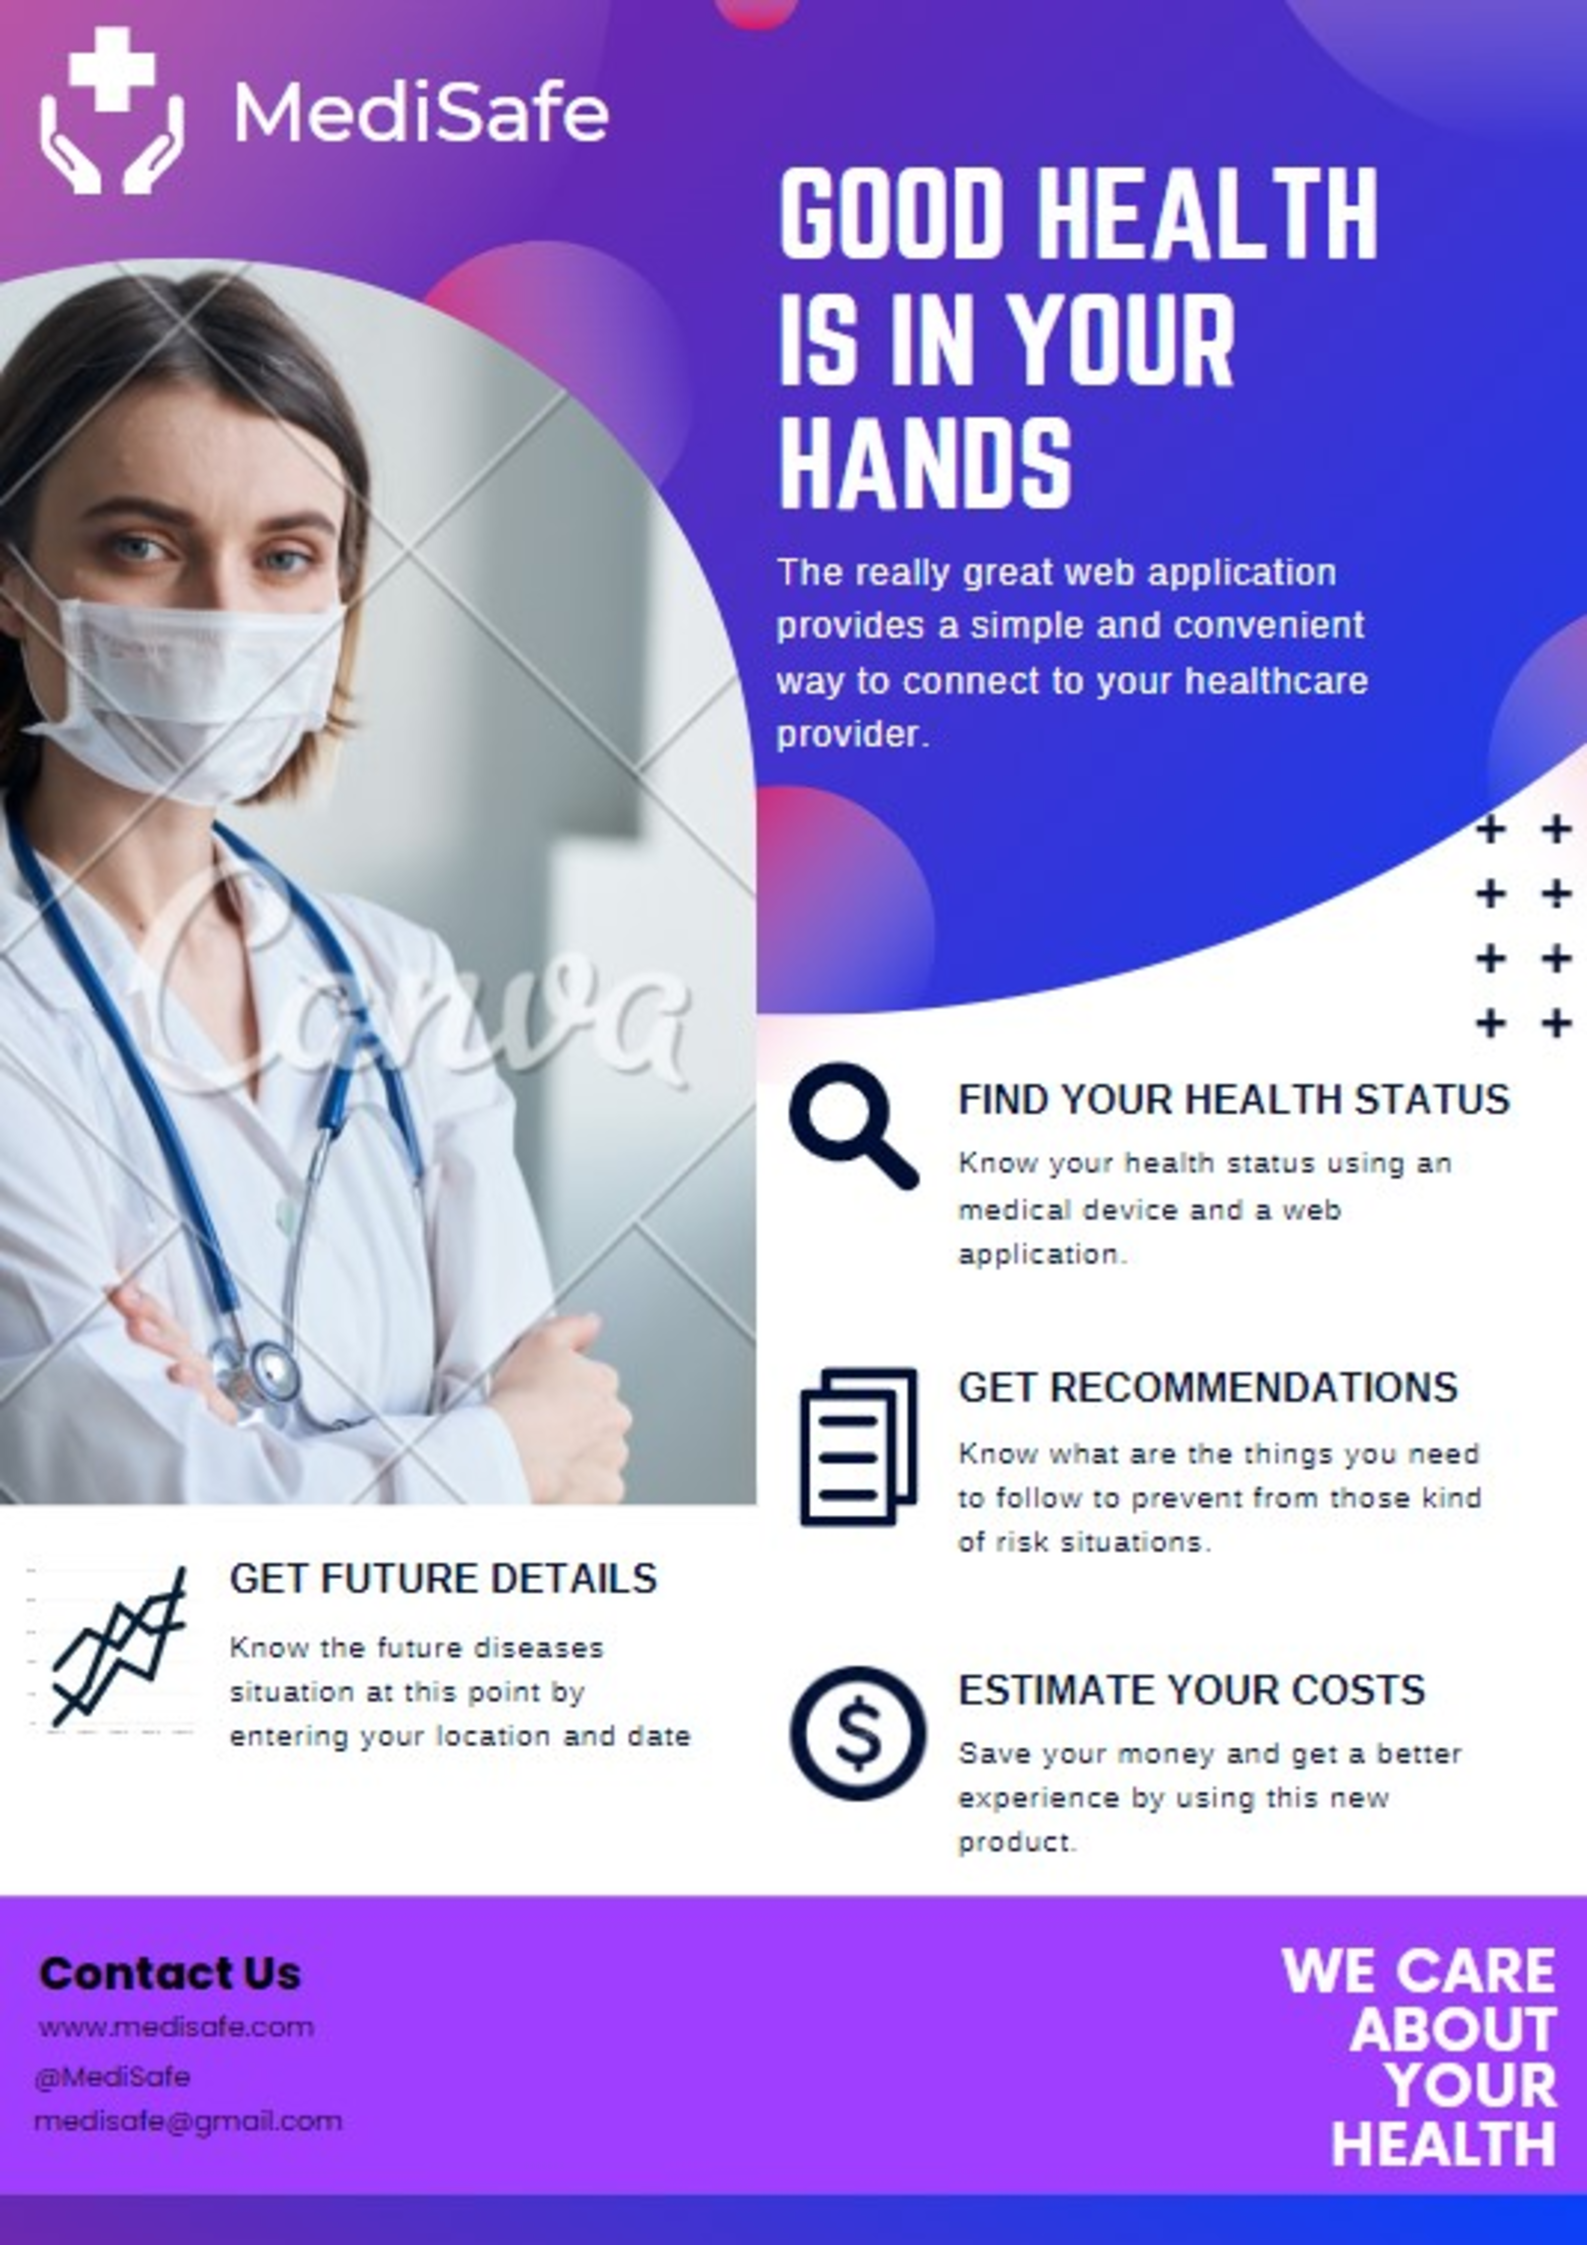 MediSafe
GOOD HEALTH
IS IN YOUR
HANDS
The really great web application
provides a simple and convenient
way to connect to your healthcare
provider.
Canva
FIND YOUR HEALTH STATUS
Know your health status using an
medical device and a web
application.
GET RECOMMENDATIONS
Know what are the things you need
to follow to prevent from those kind
of risk situations.
GET FUTURE DETAILS
Know the future diseases
situation at this point by
entering your location and date
ESTIMATE YOUR COSTS
Save your money and get a better
experience by using this new
product.
Contact Us
www.medisafe.com
@MediSafe
medisafe@gmail.com
WE CARE
ABOUT
YOUR
HEALTH